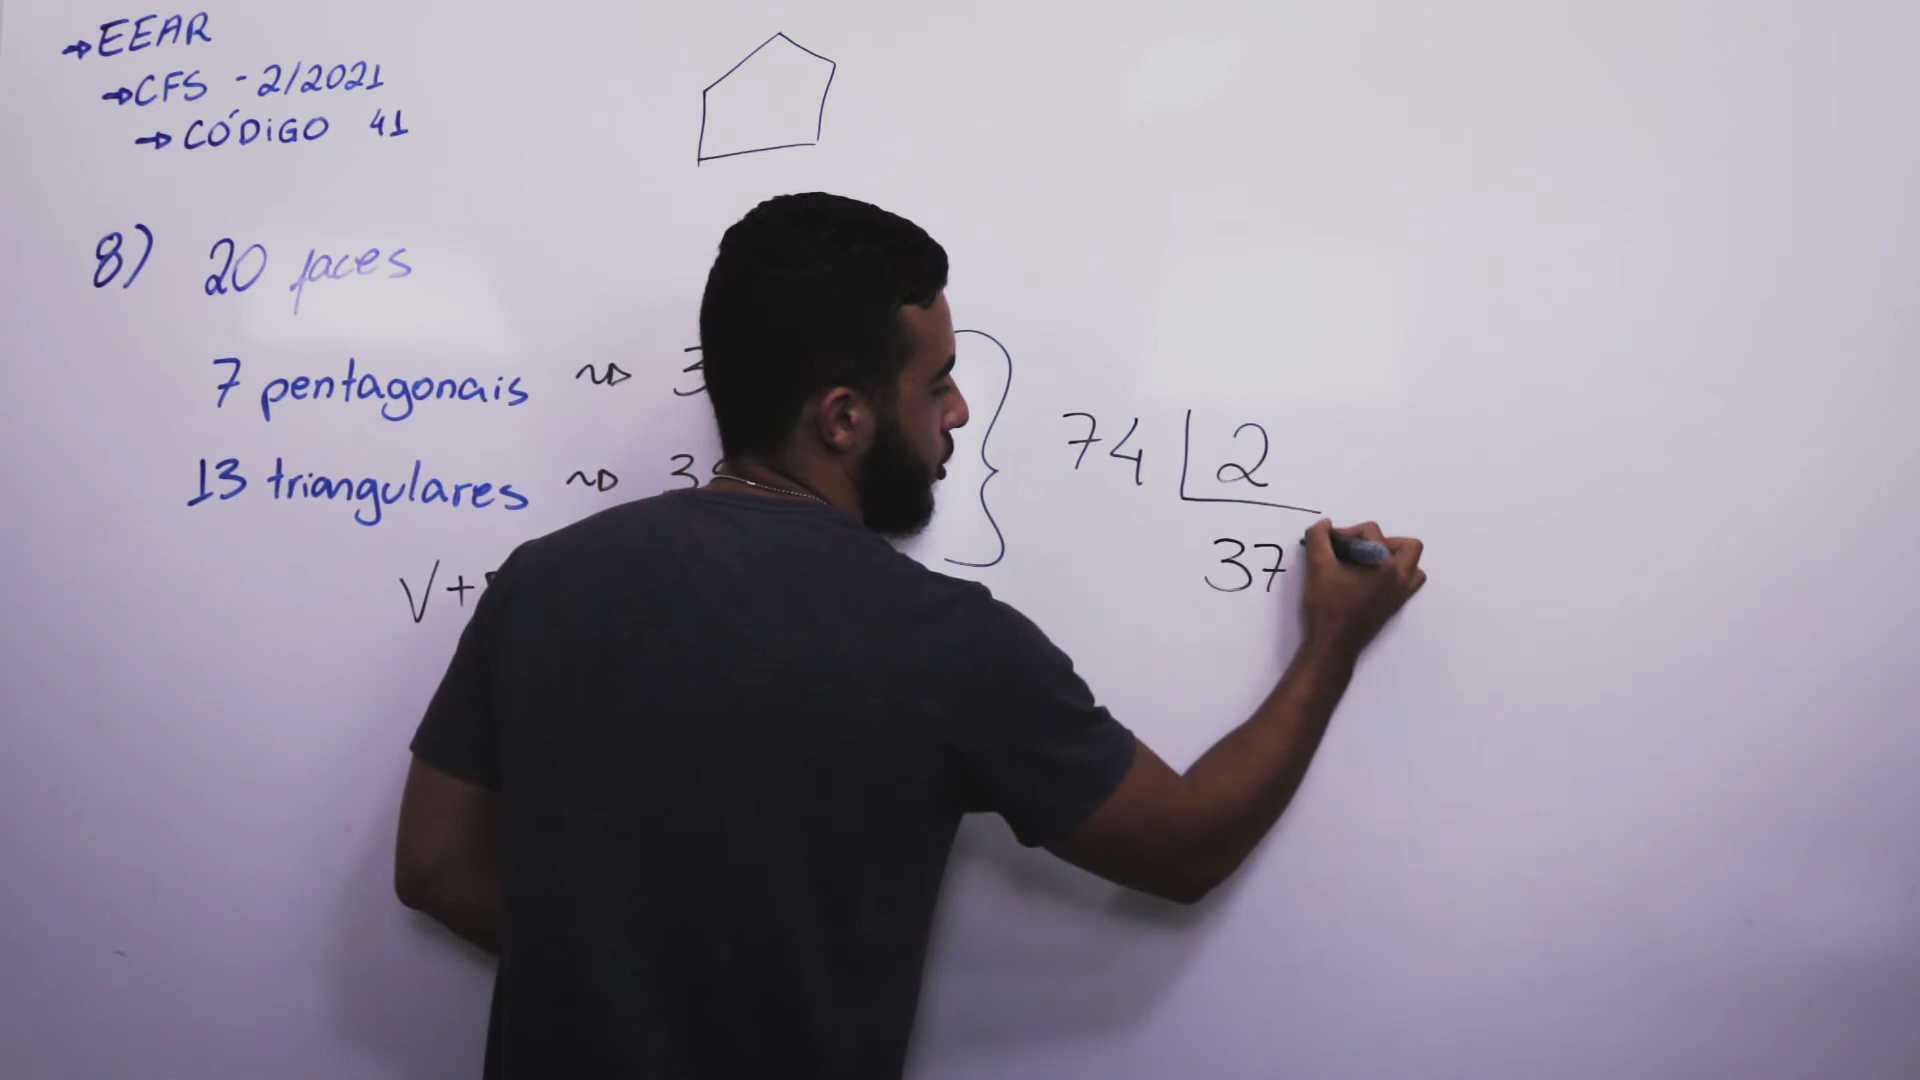 →EEAR
→CFS - 2/2021
→CÓDIGO 41
8) 20 faces
7 pentagonais ⇝ 3
13 triangulares ⇝ 3
74 2
37
V+